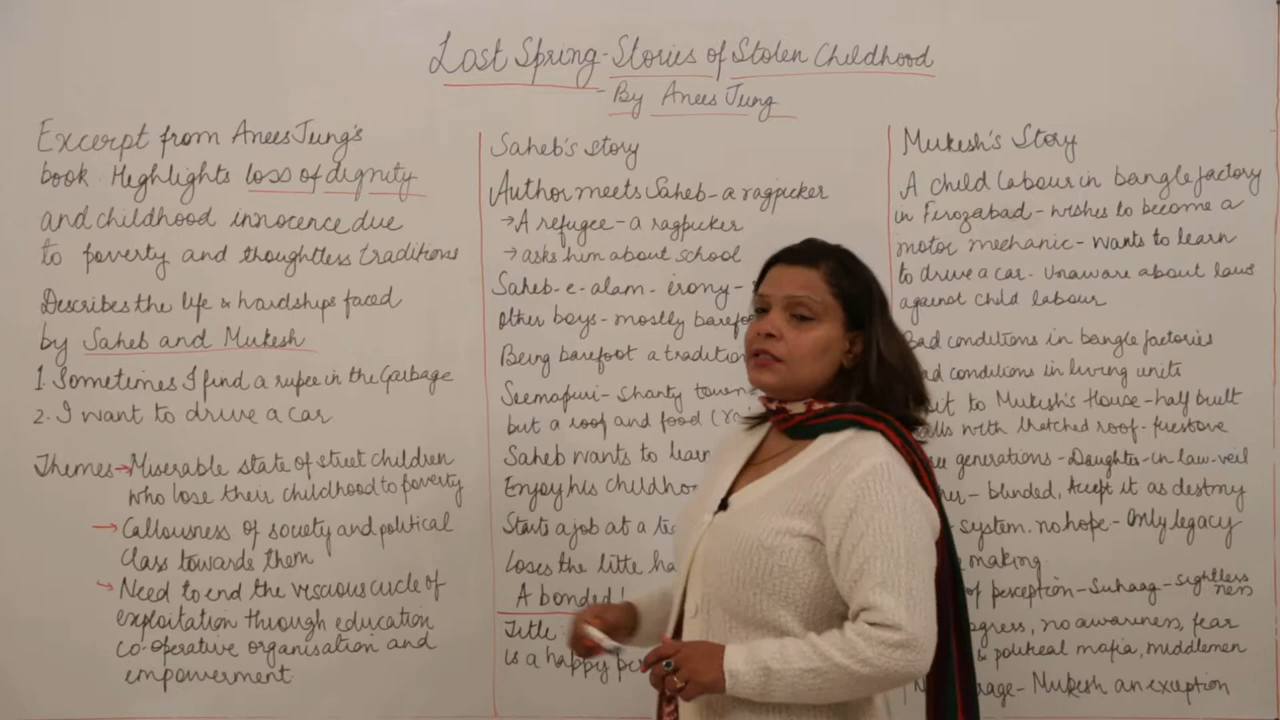 Lost Spring - Stories of Stolen Childhood
- By Anees Jung
Excerpt from Anees Jung's
book. Highlights loss of dignity
and childhood innocence due
to poverty and thoughtless traditions
Describes the life & hardships faced
by Saheb and Mukesh
1. Sometimes I find a rupee in the Garbage
2. I want to drive a car
Themes → Miserable state of street children
who lose their childhood to poverty
→ Callousness of society and political
class towards them
→ Need to end the viscious circle of
exploitation through education
co-operative organisation and
empowerment.
Saheb's story
Author meets Saheb - a ragpicker
→ A refugee - a ragpicker
→ asks him about school
Saheb-e-alam - irony -
other boys - mostly
Being barefoot a tradition
Seemapuri - Shanty
but a roof and food
Saheb wants to
Enjoy his
Starts a job at a
Loses the little
A bonded
Title
is a happy
Mukesh's Story
A child labour in bangle factory
in Firozabad - wishes to become a
motor mechanic - wants to learn
to drive a car. Unaware about laws
against child labour
Bad conditions in bangle factories
conditions in living units
to Mukesh's House - half built
with thatched roof - firestove
generations - Daughter-in law - veil
- blinded, Accept it as destiny
system. no hope - Only legacy
making
of perception - Suhaag - sightlessness
no awareness, fear
& political mafia, middlemen
- Mukesh an exception